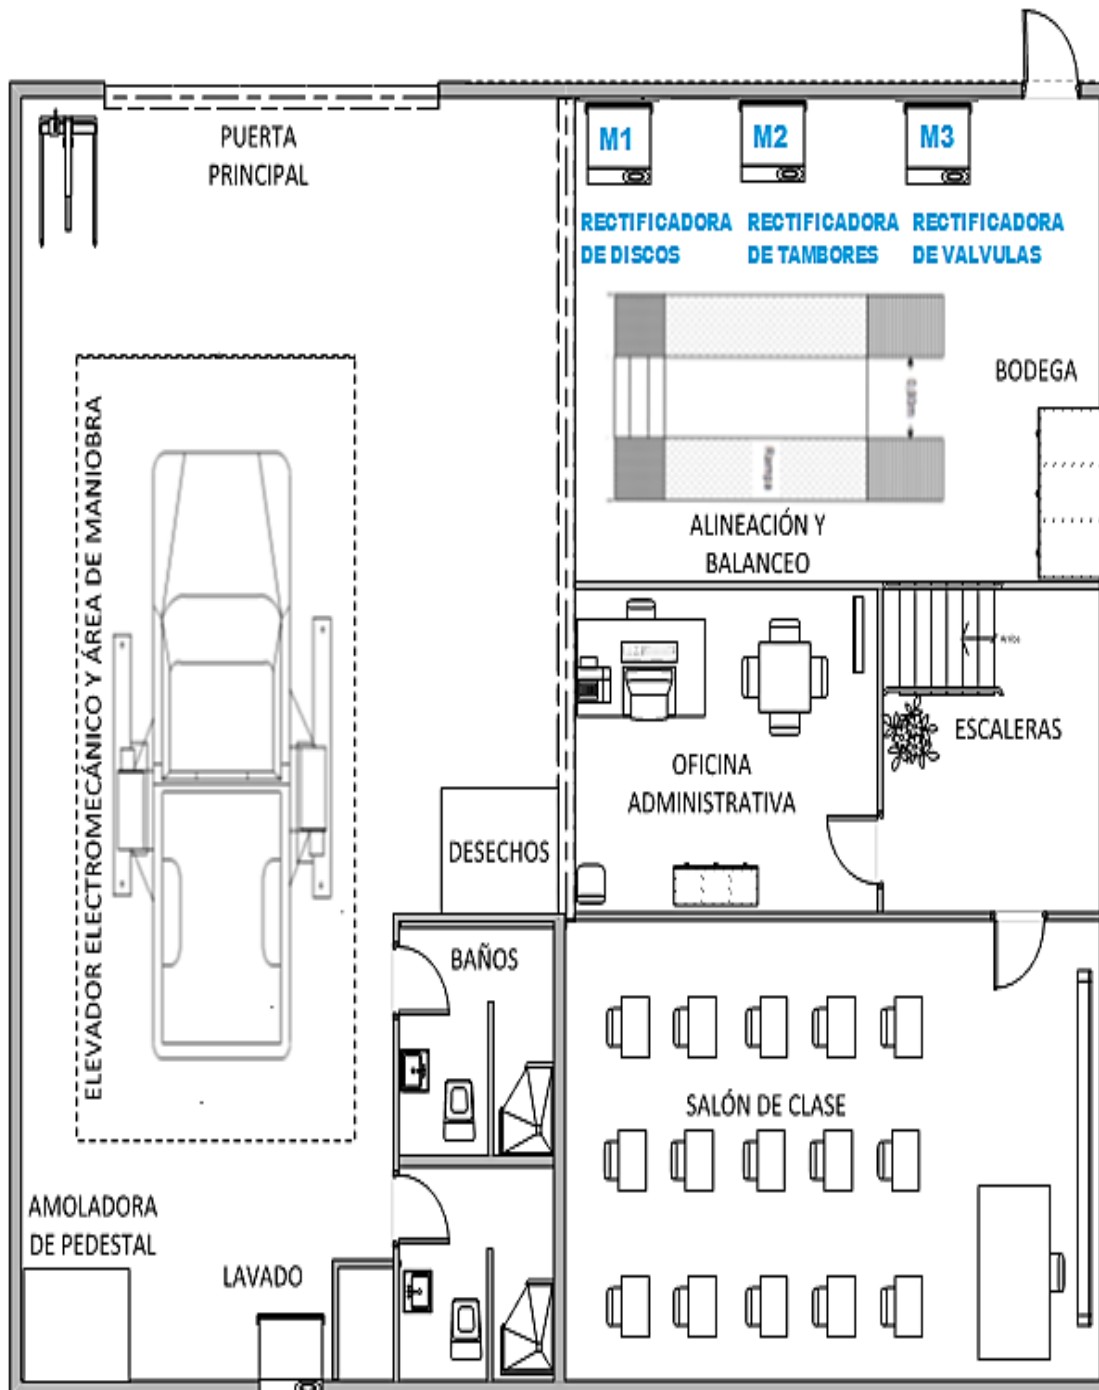 PUERTA
PRINCIPAL
M1
M2
M3
RECTIFICADORA
DE DISCOS
RECTIFICADORA
DE TAMBORES
RECTIFICADORA
DE VALVULAS
BODEGA
Rampa
ALINEACIÓN Y
BALANCEO
ELEVADOR ELECTROMECÁNICO Y ÁREA DE MANIOBRA
ESCALERAS
OFICINA
ADMINISTRATIVA
DESECHOS
BAÑOS
SALÓN DE CLASE
AMOLADORA
DE PEDESTAL
LAVADO